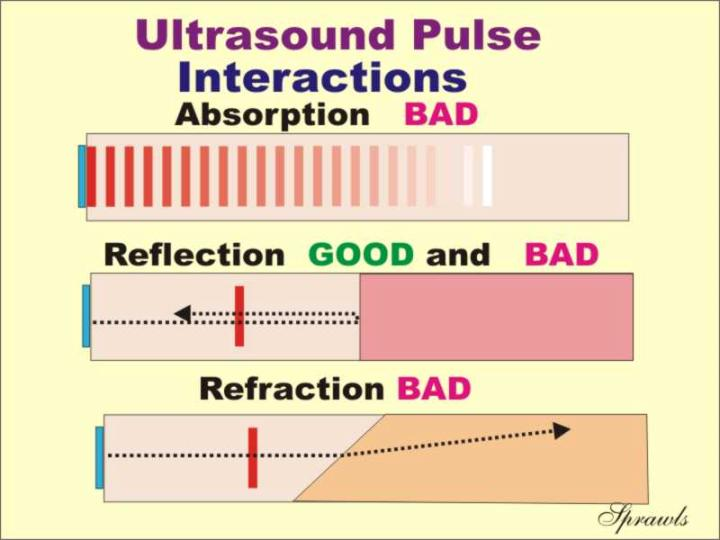 Ultrasound Pulse
Interactions
Absorption BAD
Reflection GOOD and BAD
Refraction BAD
Sprawls